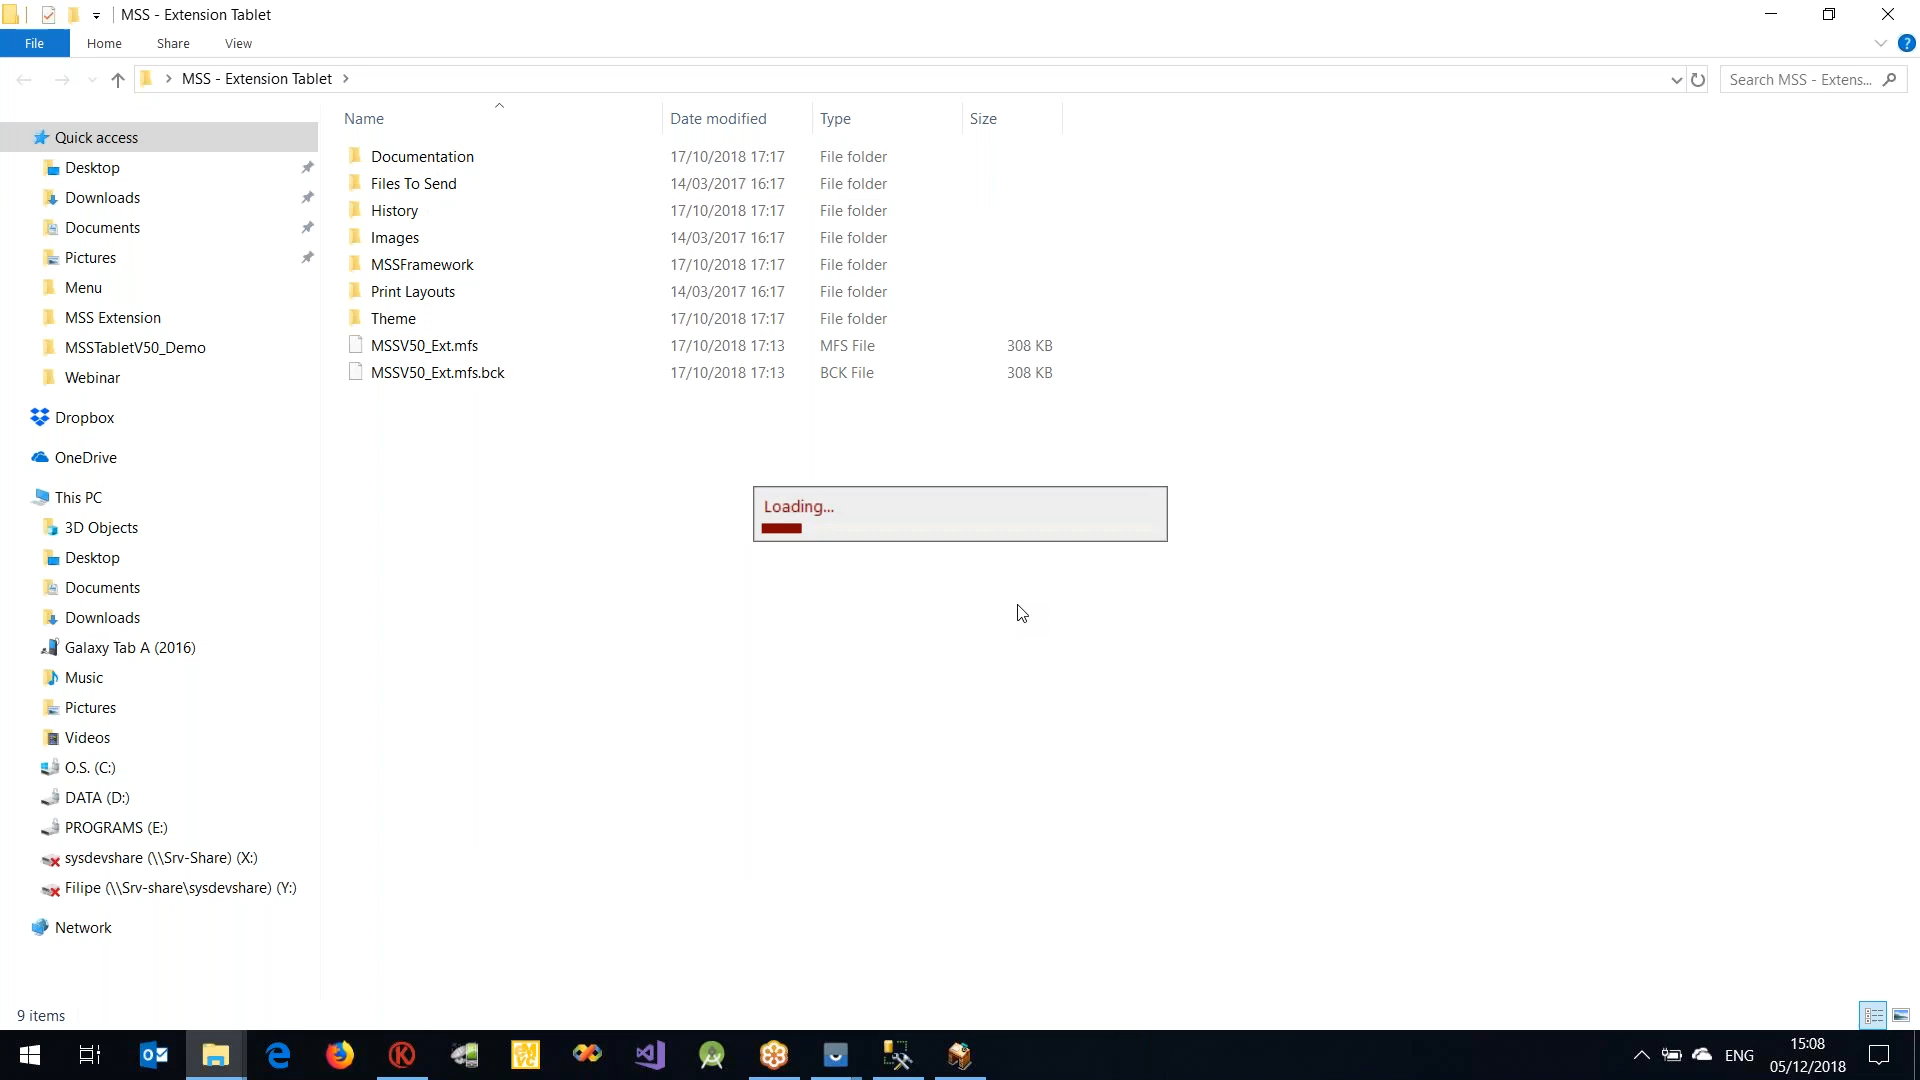 MSS - Extension Tablet
File Home Share View
MSS - Extension Tablet
Search MSS - Extens...
Name Date modified Type Size
Quick access
Desktop
Downloads
Documents
Pictures
Menu
MSS Extension
MSSTabletV50_Demo
Webinar
Dropbox
OneDrive
This PC
3D Objects
Desktop
Documents
Downloads
Galaxy Tab A (2016)
Music
Pictures
Videos
O.S. (C:)
DATA (D:)
PROGRAMS (E:)
sysdevshare (\\Srv-Share) (X:)
Filipe (\\Srv-share\sysdevshare) (Y:)
Network
Documentation 17/10/2018 17:17 File folder
Files To Send 14/03/2017 16:17 File folder
History 17/10/2018 17:17 File folder
Images 14/03/2017 16:17 File folder
MSSFramework 17/10/2018 17:17 File folder
Print Layouts 14/03/2017 16:17 File folder
Theme 17/10/2018 17:17 File folder
MSSV50_Ext.mfs 17/10/2018 17:13 MFS File 308 KB
MSSV50_Ext.mfs.bck 17/10/2018 17:13 BCK File 308 KB
Loading...
9 items
ENG
15:08
05/12/2018